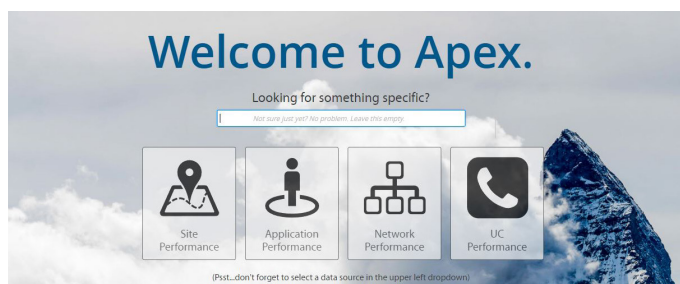 Welcome to Apex.
Looking for something specific?
Not sure just yet? No problem. Leave this empty.
Site
Performance
Application
Performance
Network
Performance
UC
Performance
(Psst...don't forget to select a data source in the upper left dropdown)